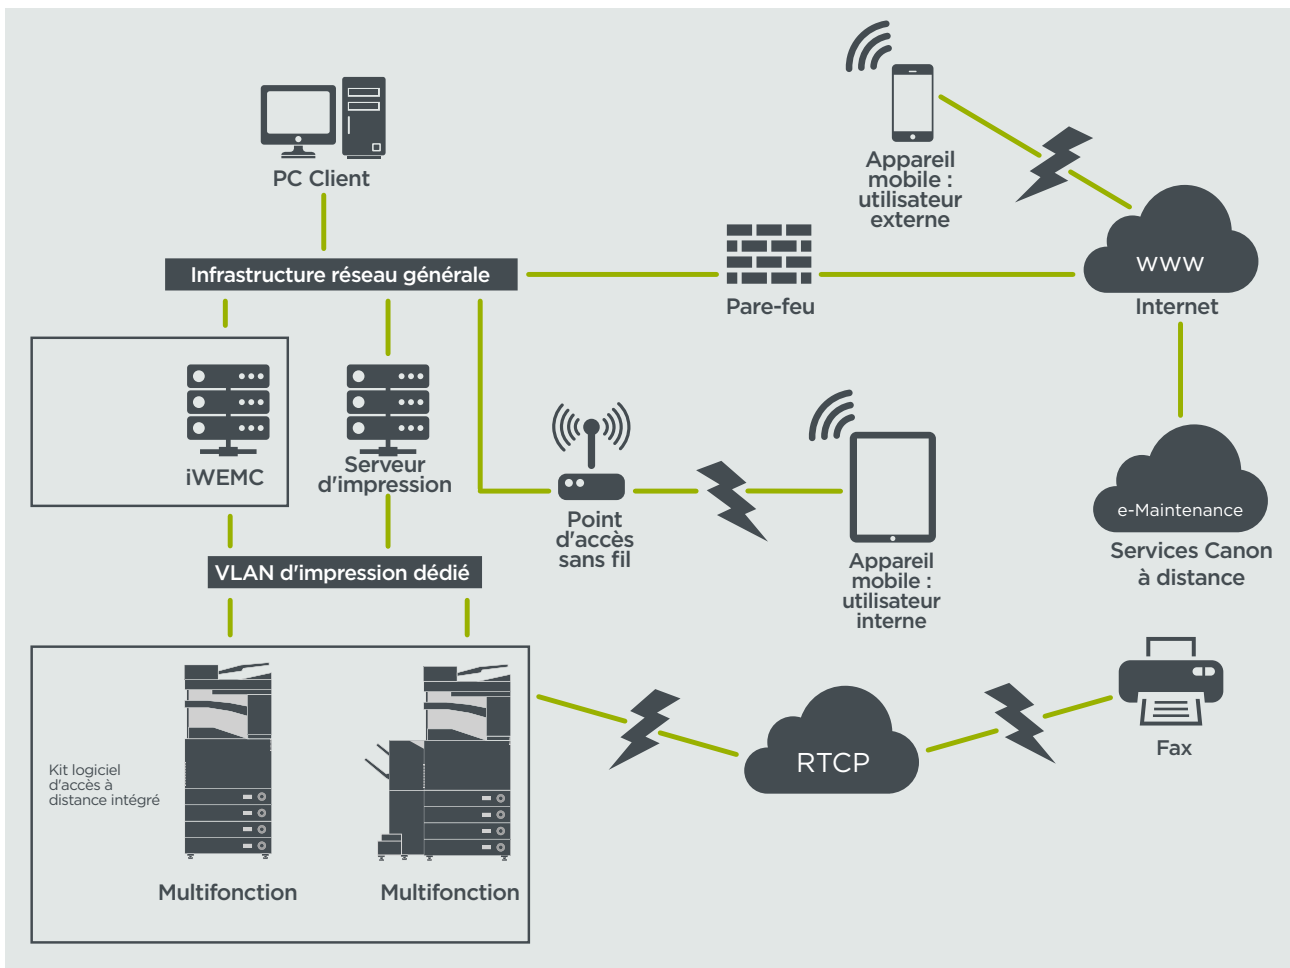 PC Client
Appareil
mobile :
utilisateur
externe
Infrastructure réseau générale
Pare-feu
www
Internet
iWEMC
Serveur
d'impression
Point
d'accès
sans fil
Appareil
mobile :
utilisateur
interne
e-Maintenance
Services Canon
à distance
VLAN d'impression dédié
Kit logiciel
d'accès à
distance intégré
Multifonction
Multifonction
RTCP
Fax